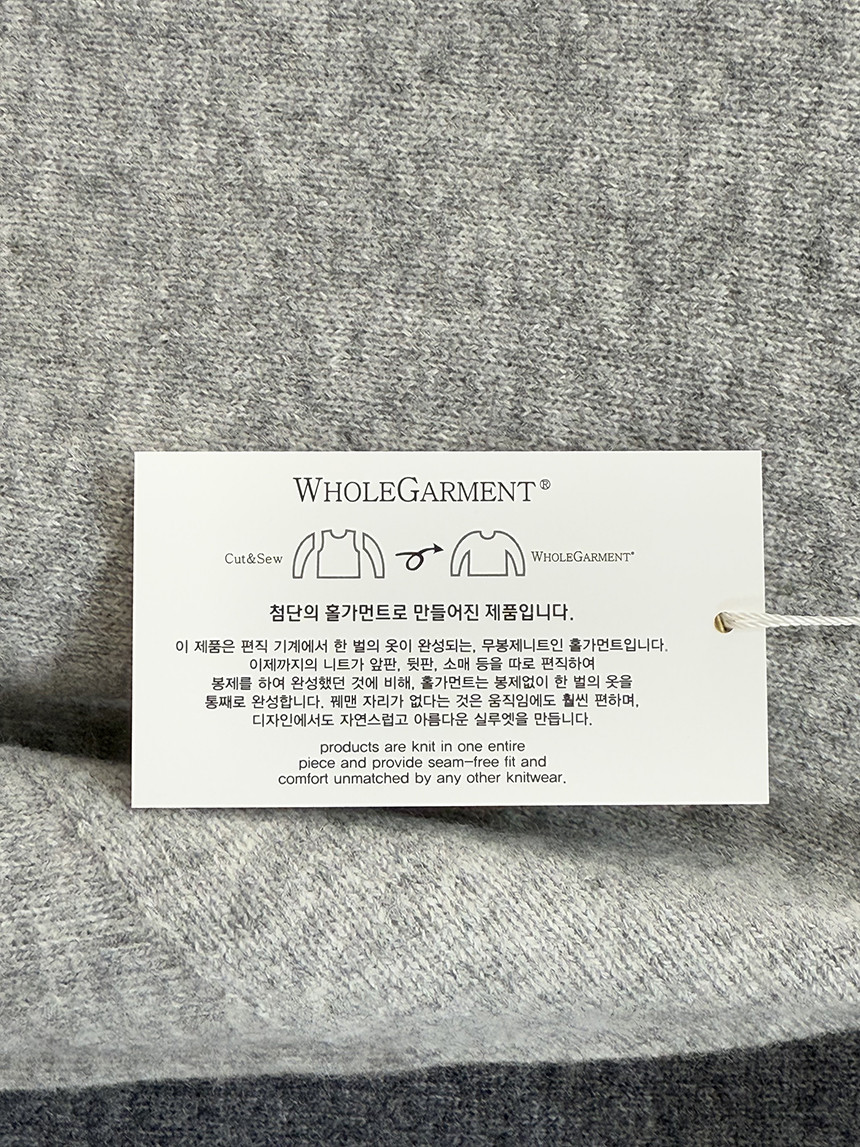 WHOLEGARMENT®
Cut&Sew WHOLEGARMENT®
첨단의 홀가먼트로 만들어진 제품입니다.
이 제품은 편직 기계에서 한 벌의 옷이 완성되는, 무봉제니트인 홀가먼트입니다.
이제까지의 니트가 앞판, 뒷판, 소매 등을 따로 편직하여
봉제를 하여 완성했던 것에 비해, 홀가먼트는 봉제없이 한 벌의 옷을
통째로 완성합니다. 꿰맨 자리가 없다는 것은 움직임에도 훨씬 편하며,
디자인에서도 자연스럽고 아름다운 실루엣을 만듭니다.
products are knit in one entire
piece and provide seam-free fit and
comfort unmatched by any other knitwear.